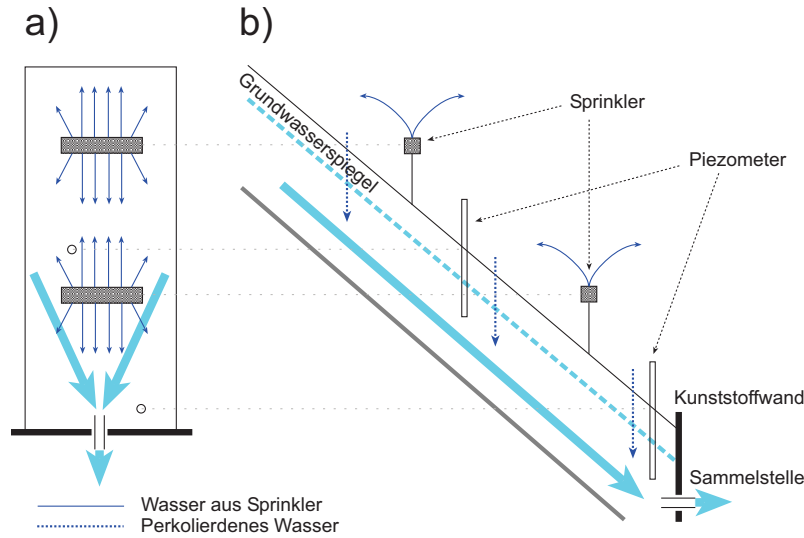 a)
b)
Grundwasserspiegel
Sprinkler
Piezometer
Kunststoffwand
Sammelstelle
Wasser aus Sprinkler
Perkolierdenes Wasser